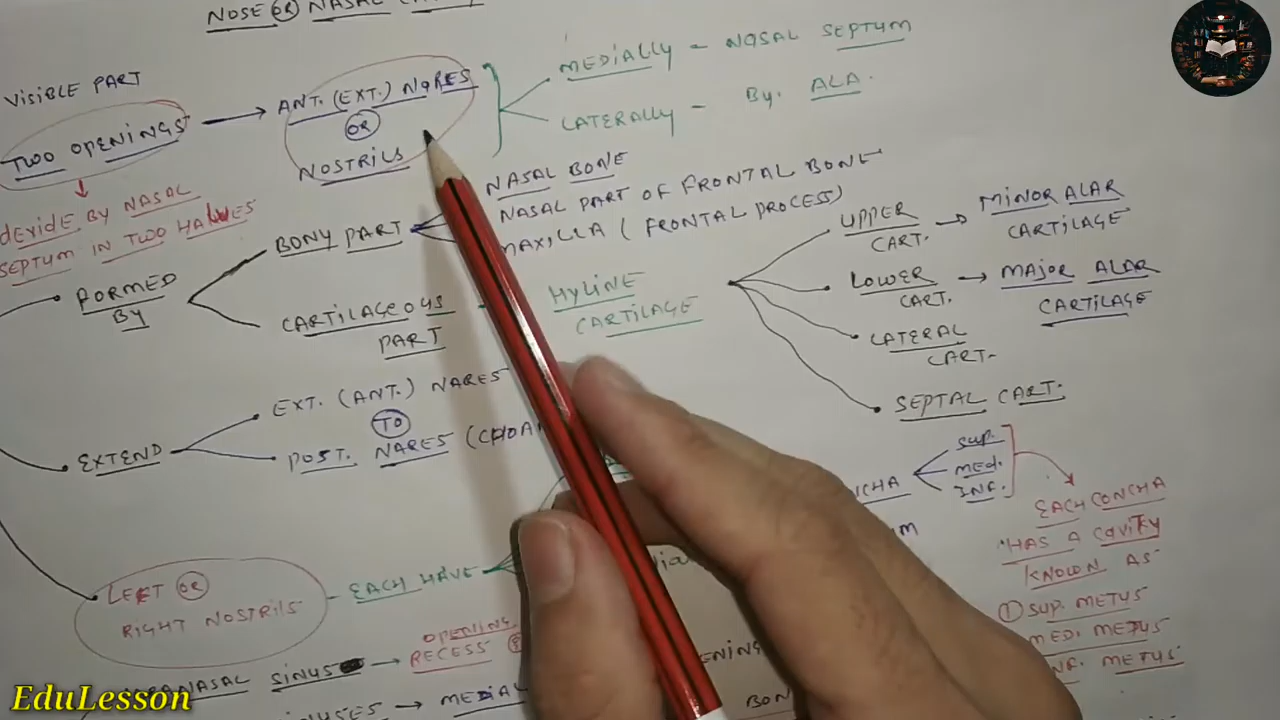 NOSE OR NASAL
VISIBLE PART
TWO OPENINGS
ANT. (EXT.) NARES
OR
NOSTRILS
MEDIALLY - NOSAL SEPTUM
LATERALLY - By. ALA.
DEVIDE BY NASAL
SEPTUM IN TWO HALVES
FORMED
BY
BONY PART
NASAL BONE
NASAL PART OF FRONTAL BONE
MAXILLA (FRONTAL PROCESS)
CARTILAGEOUS
PART
HYLINE
CARTILAGE
UPPER
CART.
MINOR ALAR
CARTILAGE
LOWER
CART.
MAJOR ALAR
CARTILAGE
LATERAL
CART.
SEPTAL CART.
EXTEND
EXT. (ANT.) NARES
TO
POST. NARES
SUP.
MED.
INF.
EACH CONCHA
HAS A CAVITY
KNOWN AS
① SUP. METUS
MED. METUS
METUS
LEFT OR
RIGHT NOSTRILS
EACH HAVE
SINUS
OPENING
RECESS
EduLesson